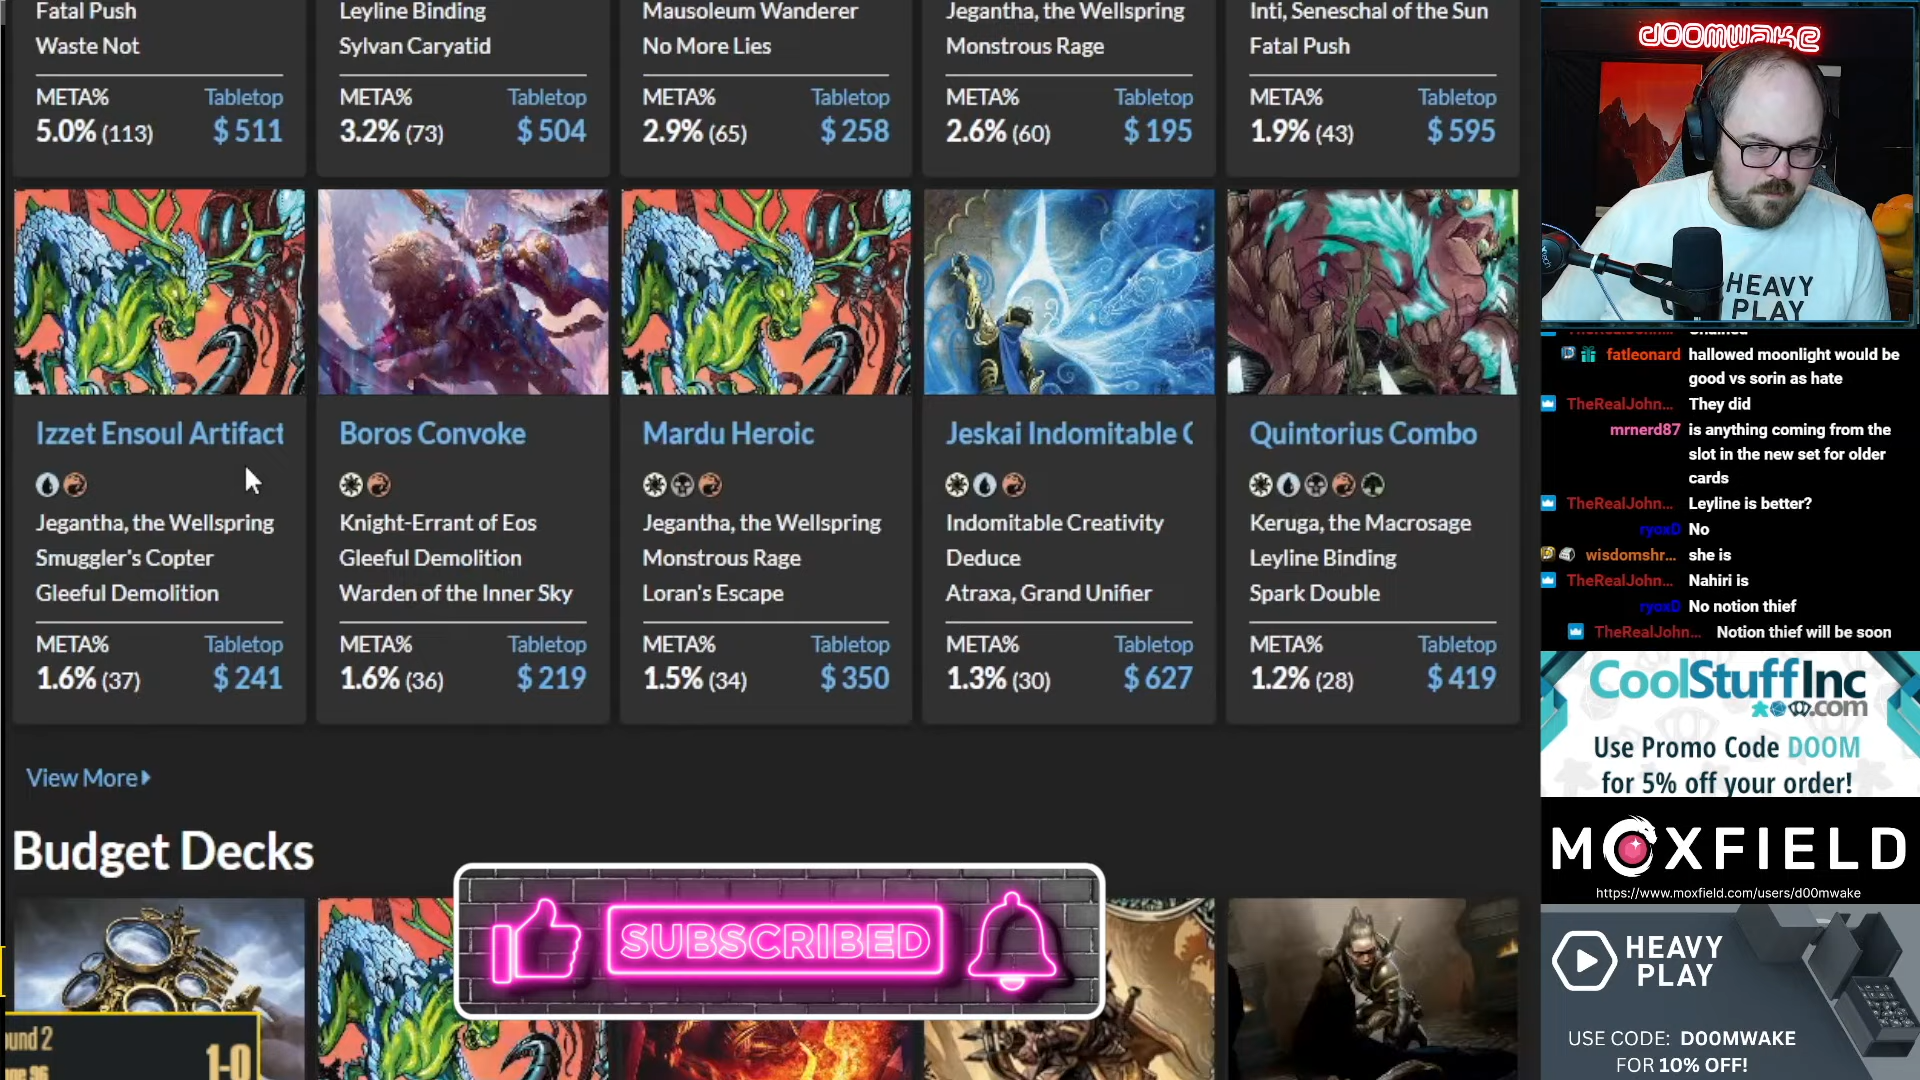 Fatal Push
Waste Not
META% Tabletop
5.0% (113) $ 511
Leyline Binding
Sylvan Caryatid
META% Tabletop
3.2% (73) $ 504
Mausoleum Wanderer
No More Lies
META% Tabletop
2.9% (65) $ 258
Jegantha, the Wellspring
Monstrous Rage
META% Tabletop
2.6% (60) $ 195
Inti, Seneschal of the Sun
Fatal Push
META% Tabletop
1.9% (43) $ 595
Izzet Ensoul Artifact
Jegantha, the Wellspring
Smuggler's Copter
Gleeful Demolition
META% Tabletop
1.6% (37) $ 241
Boros Convoke
Knight-Errant of Eos
Gleeful Demolition
Warden of the Inner Sky
META% Tabletop
1.6% (36) $ 219
Mardu Heroic
Jegantha, the Wellspring
Monstrous Rage
Loran's Escape
META% Tabletop
1.5% (34) $ 350
Jeskai Indomitable C
Indomitable Creativity
Deduce
Atraxa, Grand Unifier
META% Tabletop
1.3% (30) $ 627
Quintorius Combo
Keruga, the Macrosage
Leyline Binding
Spark Double
META% Tabletop
1.2% (28) $ 419
View More
Budget Decks
SUBSCRIBED
1-0
doomwake
HEAVY
PLAY
fatleonard hallowed moonlight would be
good vs sorin as hate
TheRealJohn... They did
mrnerd87 is anything coming from the
slot in the new set for older
cards
TheRealJohn... Leyline is better?
ryoxD No
wisdomshr... she is
TheRealJohn... Nahiri is
ryoxD No notion thief
TheRealJohn... Notion thief will be soon
CoolStuffInc
.com
Use Promo Code DOOM
for 5% off your order!
MOXFIELD
https://www.moxfield.com/users/d00mwake
HEAVY
PLAY
USE CODE: D00MWAKE
FOR 10% OFF!